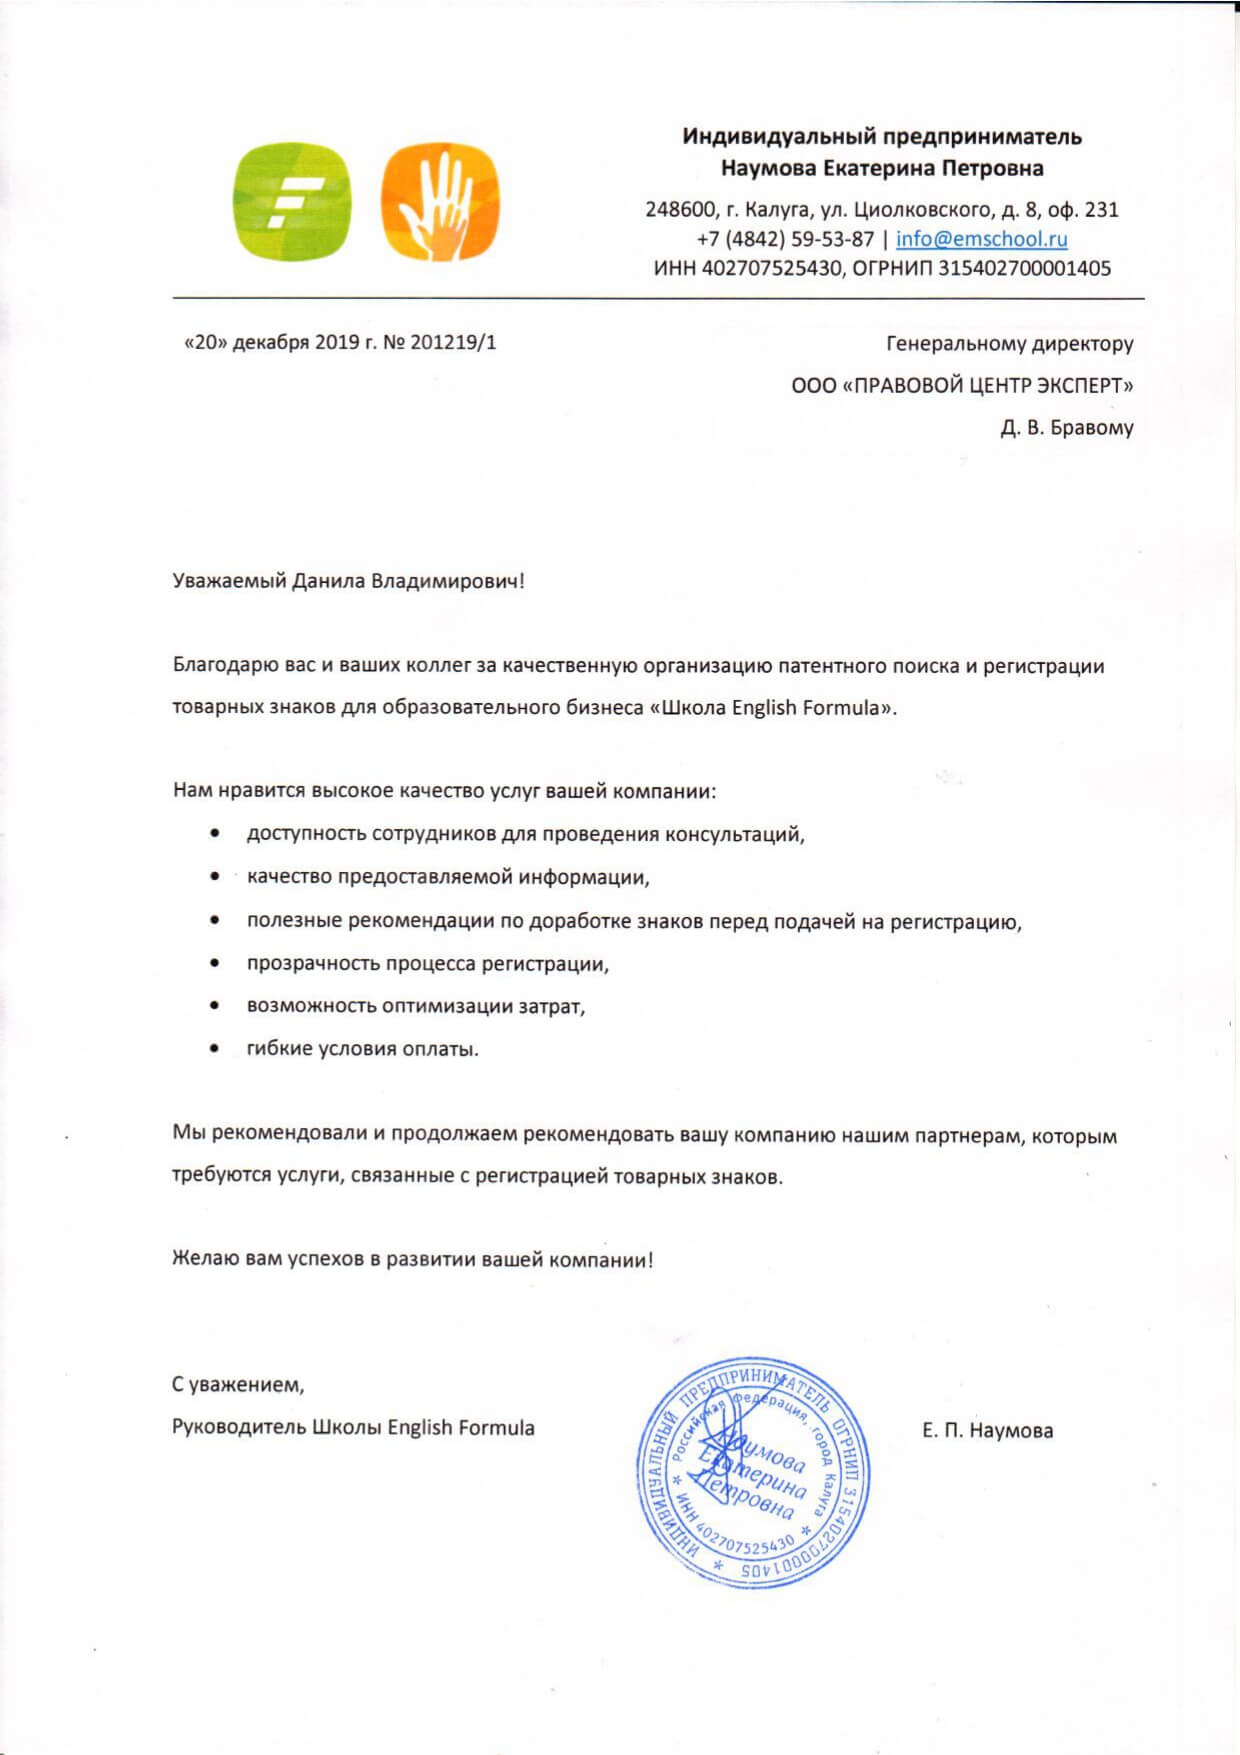 Индивидуальный предприниматель
Наумова Екатерина Петровна
248600, г. Калуга, ул. Циолковского, д. 8, оф. 231
+7 (4842) 59-53-87 | info@emschool.ru
ИНН 402707525430, ОГРНИП 315402700001405
«20» декабря 2019 г. № 201219/1
Генеральному директору
ООО «ПРАВОВОЙ ЦЕНТР ЭКСПЕРТ»
Д. В. Бравому
Уважаемый Данила Владимирович!
Благодарю вас и ваших коллег за качественную организацию патентного поиска и регистрации
товарных знаков для образовательного бизнеса «Школа English Formula».
Нам нравится высокое качество услуг вашей компании:
• доступность сотрудников для проведения консультаций,
• качество предоставляемой информации,
• полезные рекомендации по доработке знаков перед подачей на регистрацию,
• прозрачность процесса регистрации,
• возможность оптимизации затрат,
• гибкие условия оплаты.
Мы рекомендовали и продолжаем рекомендовать вашу компанию нашим партнерам, которым
требуются услуги, связанные с регистрацией товарных знаков.
Желаю вам успехов в развитии вашей компании!
С уважением,
Руководитель Школы English Formula
Е. П. Наумова
ИНДИВИДУАЛЬНЫЙ ПРЕДПРИНИМАТЕЛЬ ОГРНИП 315402700001405 *
* Российская Федерация, город Калуга *
ИНН 402707525430
Наумова
Екатерина
Петровна